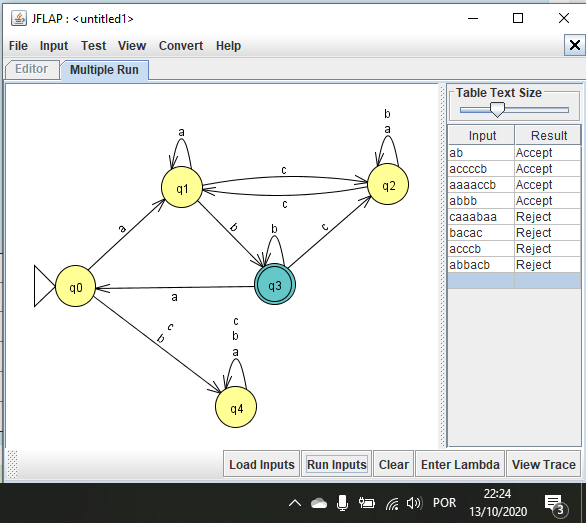 JFLAP : <untitled1>
File Input Test View Convert Help
Editor Multiple Run
Table Text Size
Input Result
ab Accept
accccb Accept
aaaaccb Accept
abbb Accept
caaabaa Reject
bacac Reject
acccb Reject
abbacb Reject
a
b
a
q1
c
c
q2
a
b
b
c
q0
q3
a
c
b
c
b
a
q4
Load Inputs Run Inputs Clear Enter Lambda View Trace
POR
22:24
13/10/2020
3